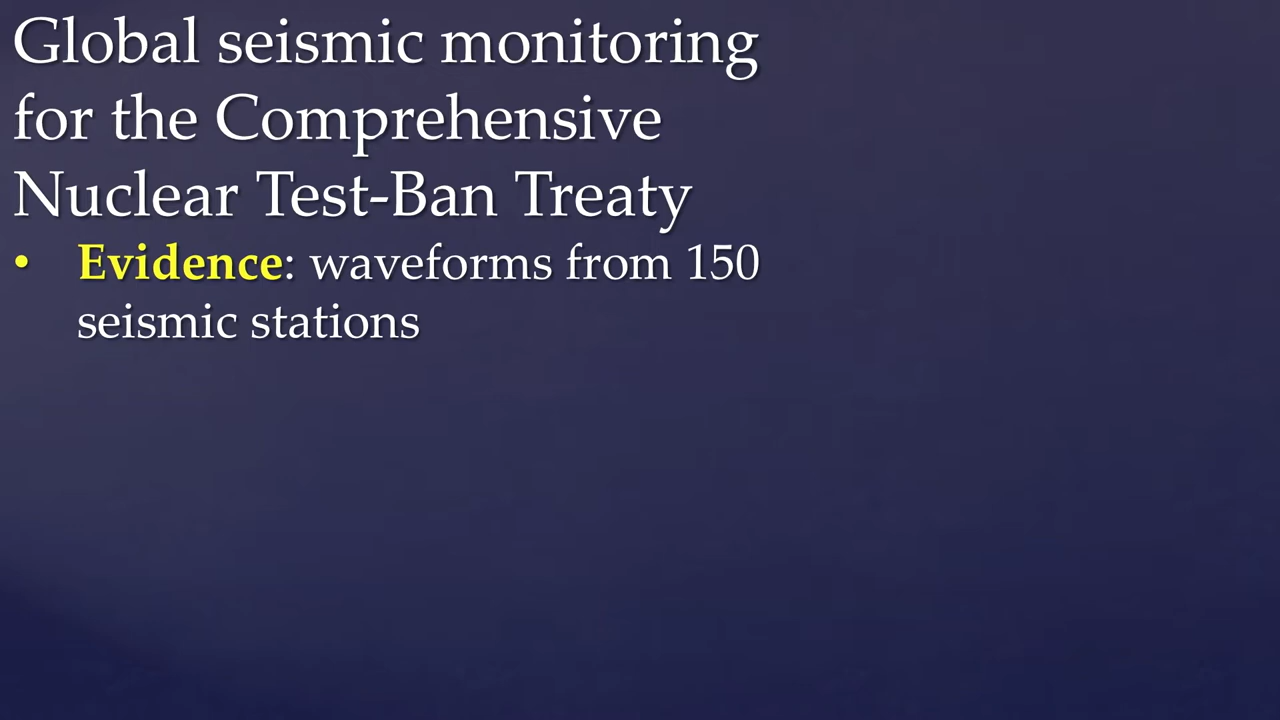 Global seismic monitoring
for the Comprehensive
Nuclear Test-Ban Treaty
• Evidence: waveforms from 150
seismic stations